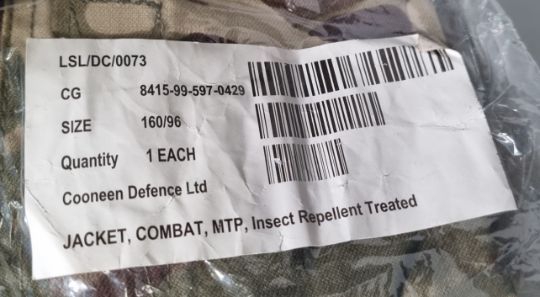 LSL/DC/0073
CG 8415-99-597-0429
SIZE 160/96
Quantity 1 EACH
Cooneen Defence Ltd
JACKET, COMBAT, MTP, Insect Repellent Treated